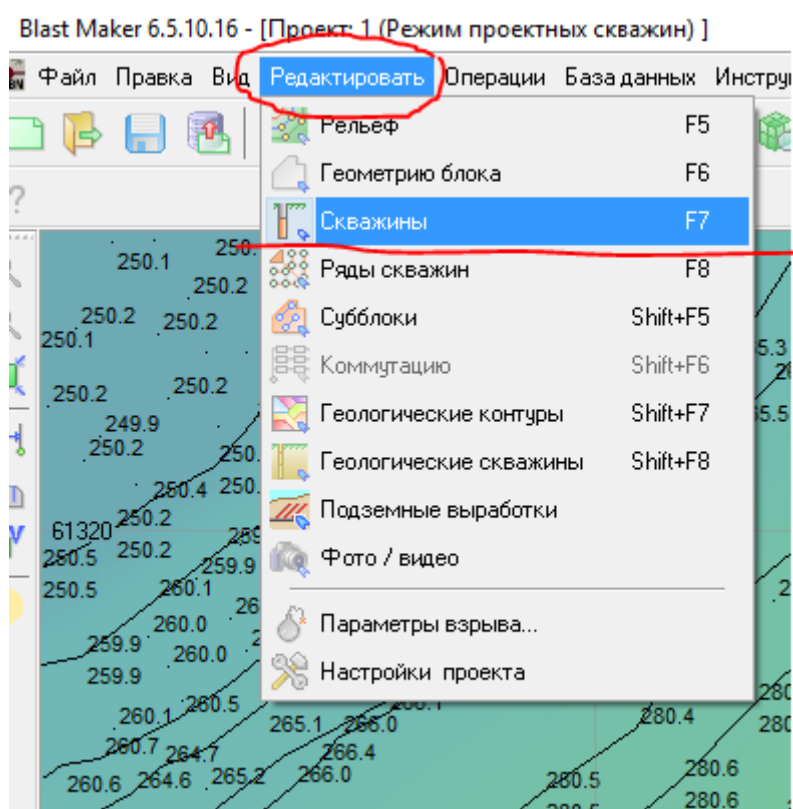 Blast Maker 6.5.10.16 - [Проект: 1 (Режим проектных скважин) ]
Файл Правка Вид Редактировать Операции База данных
Рельеф F5
Геометрию блока F6
Скважины F7
Ряды скважин F8
Субблоки Shift+F5
Коммутацию Shift+F6
Геологические контуры Shift+F7
Геологические скважины Shift+F8
Подземные выработки
Фото / видео
Параметры взрыва...
Настройки проекта
250.1
250.2
250.2 250.2
250.1
250.2 250.2
249.9
250.2
250.4
61320 250.2
250.5 250.2 259.9
250.5 260.1
260.0
259.9 260.0
259.9
260.1 260.5 265.1 266.0 280.4
260.7 264.7 266.4
260.6 264.6 265.2 266.0 280.5 280.6
280.6